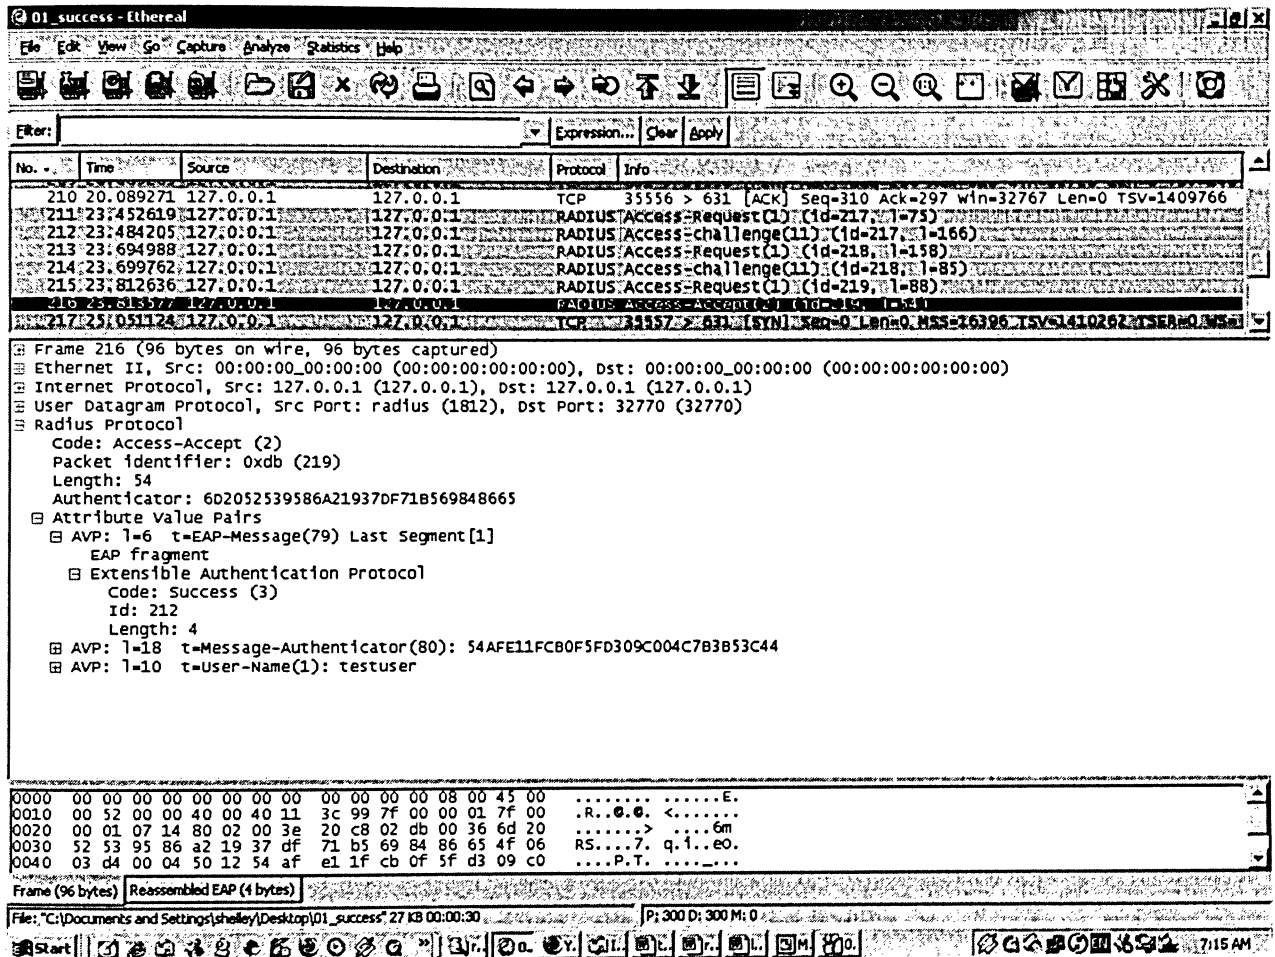 01_success - Ethereal
File Edit View Go Capture Analyze Statistics Help
Filter: Expression... Clear Apply
No. Time Source Destination Protocol Info
210 20.089271 127.0.0.1 127.0.0.1 TCP 35556 > 631 [ACK] Seq=310 Ack=297 Win=32767 Len=0 TSV=1409766
211 23.452619 127.0.0.1 127.0.0.1 RADIUS Access-Request(1) (id=217, l=75)
212 23.484205 127.0.0.1 127.0.0.1 RADIUS Access-challenge(11) (id=217, l=166)
213 23.694988 127.0.0.1 127.0.0.1 RADIUS Access-Request(1) (id=218, l=158)
214 23.699762 127.0.0.1 127.0.0.1 RADIUS Access-challenge(11) (id=218, l=85)
215 23.812636 127.0.0.1 127.0.0.1 RADIUS Access-Request(1) (id=219, l=88)
216 23.813577 127.0.0.1 127.0.0.1 RADIUS Access-Accept(2) (id=219, l=54)
217 25.051124 127.0.0.1 127.0.0.1 TCP 35557 > 631 [SYN] Seq=0 Len=0 MSS=16396 TSV=1410262 TSER=0
Frame 216 (96 bytes on wire, 96 bytes captured)
Ethernet II, Src: 00:00:00_00:00:00 (00:00:00:00:00:00), Dst: 00:00:00_00:00:00 (00:00:00:00:00:00)
Internet Protocol, Src: 127.0.0.1 (127.0.0.1), Dst: 127.0.0.1 (127.0.0.1)
User Datagram Protocol, Src Port: radius (1812), Dst Port: 32770 (32770)
Radius Protocol
Code: Access-Accept (2)
Packet identifier: 0xdb (219)
Length: 54
Authenticator: 6D2052539586A21937DF71B569848665
Attribute Value Pairs
AVP: l=6 t=EAP-Message(79) Last Segment[1]
EAP fragment
Extensible Authentication Protocol
Code: Success (3)
Id: 212
Length: 4
AVP: l=18 t=Message-Authenticator(80): 54AFE11FCB0F5FD309C004C7B3B53C44
AVP: l=10 t=User-Name(1): testuser
0000 00 00 00 00 00 00 00 00 00 00 00 00 08 00 45 00 ........ ......E.
0010 00 52 00 00 40 00 40 11 3c 99 7f 00 00 01 7f 00 .R..@.@. <.......
0020 00 01 07 14 80 02 00 3e 20 c8 02 db 00 36 6d 20 .......> ....6m
0030 52 53 95 86 a2 19 37 df 71 b5 69 84 86 65 4f 06 RS....7. q.i..eO.
0040 03 d4 00 04 50 12 54 af e1 1f cb 0f 5f d3 09 c0 ....P.T. ...._...
Frame (96 bytes) Reassembled EAP (4 bytes)
File: "C:\Documents and Settings\shelley\Desktop\01_success" 27 KB 00:00:30 P: 300 D: 300 M: 0
Start 7:15 AM